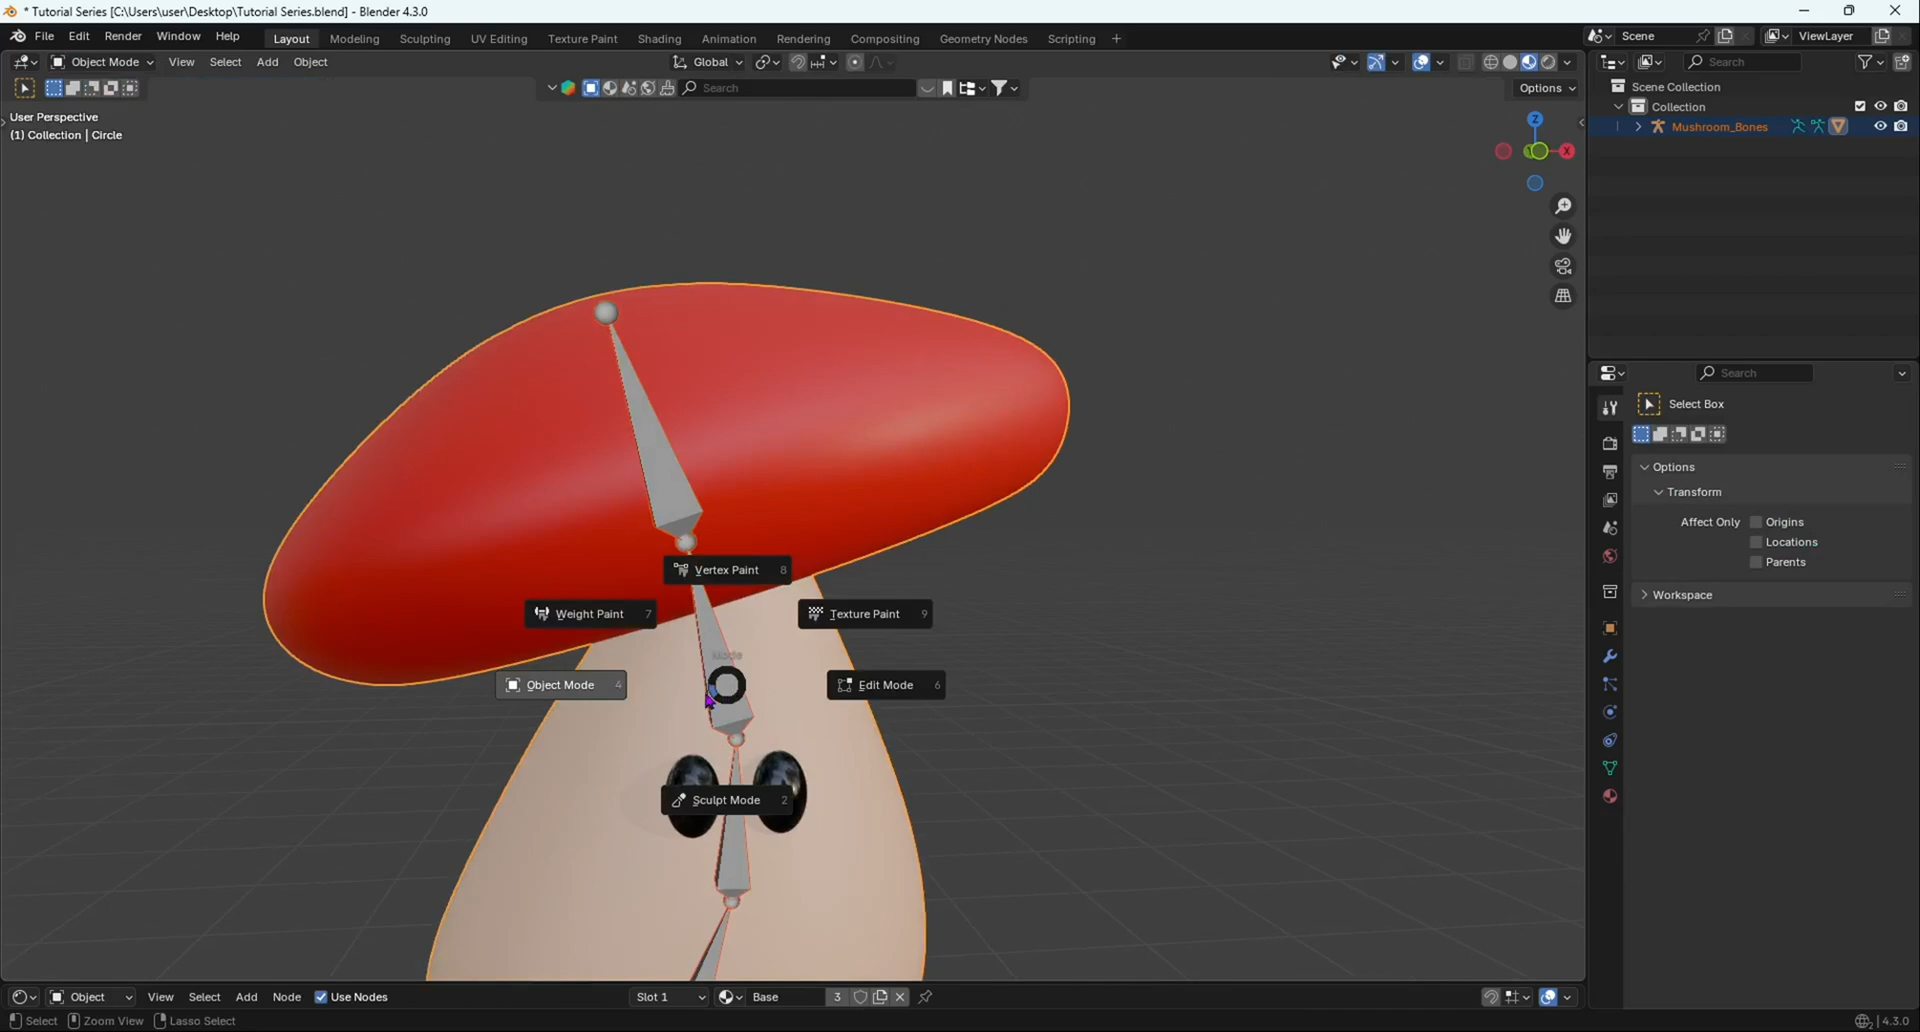 * Tutorial Series [C:\Users\user\Desktop\Tutorial Series.blend] - Blender 4.3.0
File Edit Render Window Help Layout Modeling Sculpting UV Editing Texture Paint Shading Animation Rendering Compositing Geometry Nodes Scripting + Scene ViewLayer
Object Mode View Select Add Object Global Search
Search Options
User Perspective
(1) Collection | Circle
Z
X
Scene Collection
Collection
Mushroom_Bones
Search
Select Box
Options
Transform
Affect Only Origins
Locations
Parents
Workspace
Vertex Paint 8
Weight Paint 7
Texture Paint 9
Mode
Object Mode 4
Edit Mode 6
Sculpt Mode 2
Object View Select Add Node Use Nodes Slot 1 Base 3
Select Zoom View Lasso Select 4.3.0